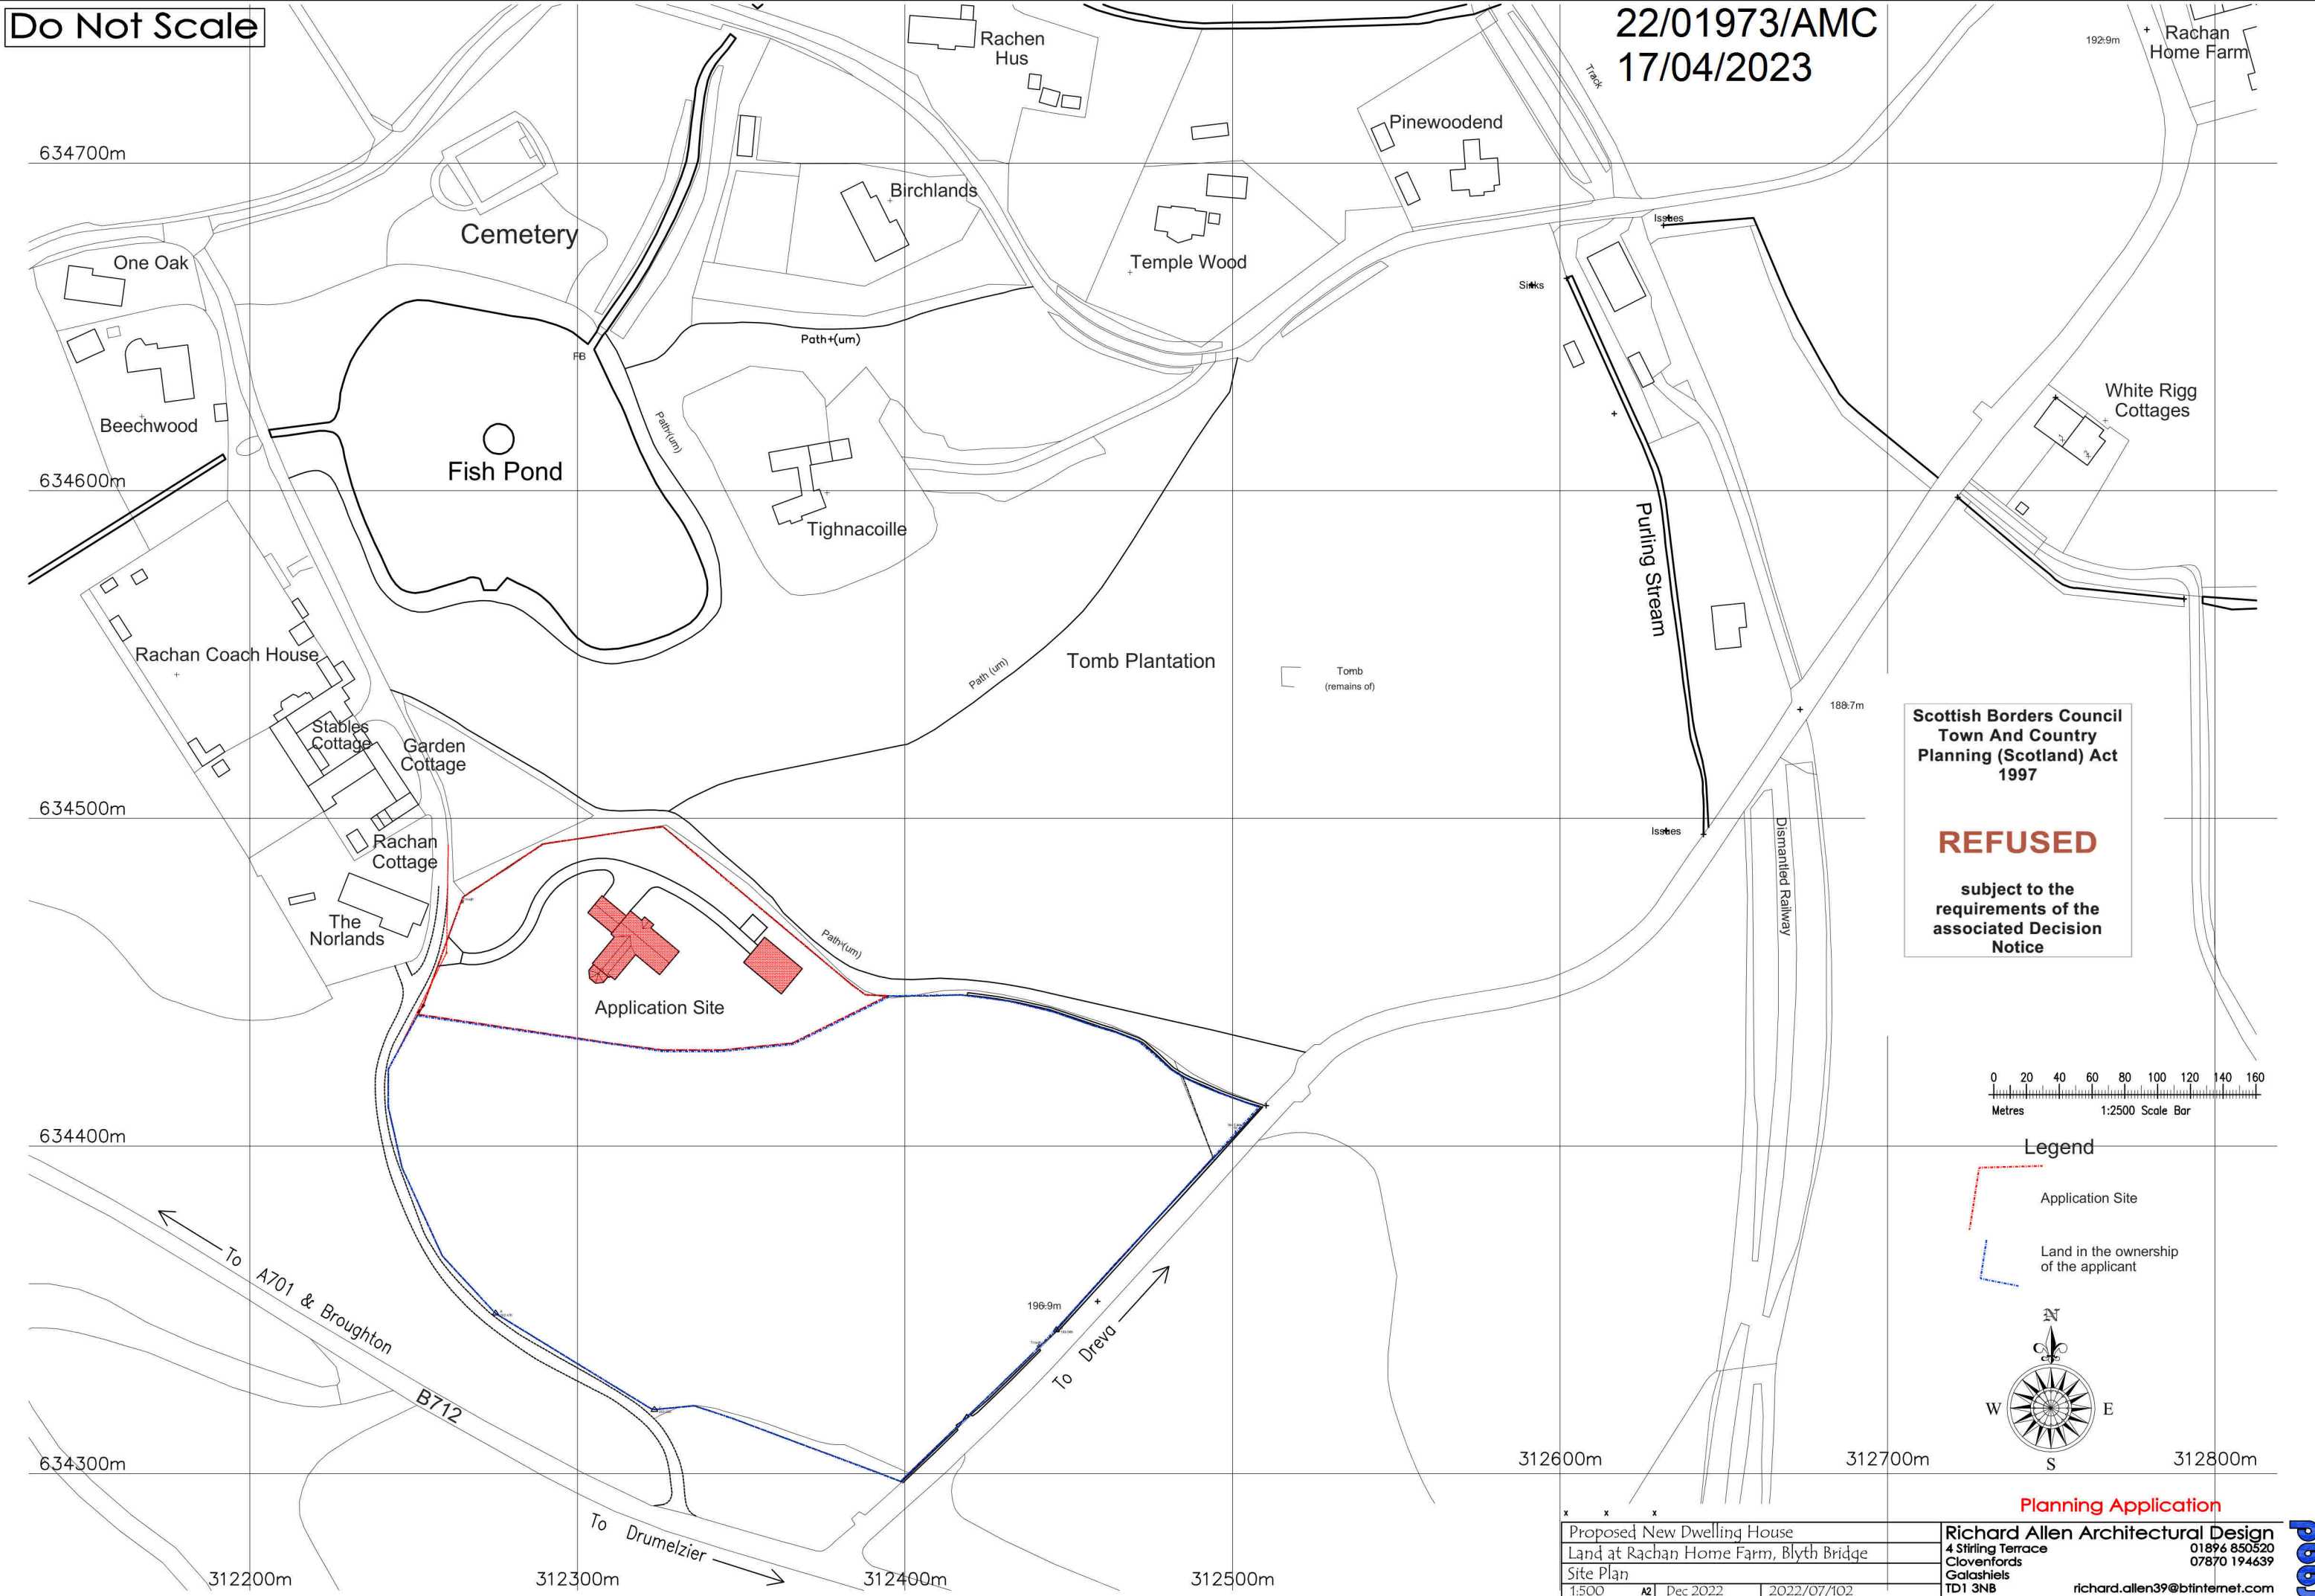 Do Not Scale
22/01973/AMC
17/04/2023
Rachen
Hus
Track
192.9m
Rachan
Home Farm
Pinewoodend
634700m
Birchlands
Cemetery
Issues
One Oak
Temple Wood
Sinks
Path (um)
FB
White Rigg
Cottages
Beechwood
Path (um)
Fish Pond
634600m
Tighnacoille
Purling Stream
Rachan Coach House
Tomb Plantation
Path (um)
Tomb
(remains of)
188.7m
Stables
Cottage
Garden
Cottage
Scottish Borders Council
Town And Country
Planning (Scotland) Act
1997
REFUSED
subject to the
requirements of the
associated Decision
Notice
634500m
Issues
Dismantled Railway
Rachan
Cottage
The
Norlands
Path (um)
Application Site
0 20 40 60 80 100 120 140 160
Metres
1:2500 Scale Bar
634400m
Legend
Application Site
Land in the ownership
of the applicant
To A701 & Broughton
196.9m
To Dreva
B712
N
W
E
S
634300m
312600m
312700m
312800m
To Drumelzier
312200m
312300m
312400m
312500m
Planning Application
x x x
Proposed New Dwelling House
Land at Rachan Home Farm, Blyth Bridge
Site Plan
1:500 A2 Dec 2022 2022/07/102
Richard Allen Architectural Design
4 Stirling Terrace 01896 850520
Clovenfords 07870 194639
Galashiels
TD1 3NB richard.allen39@btinternet.com